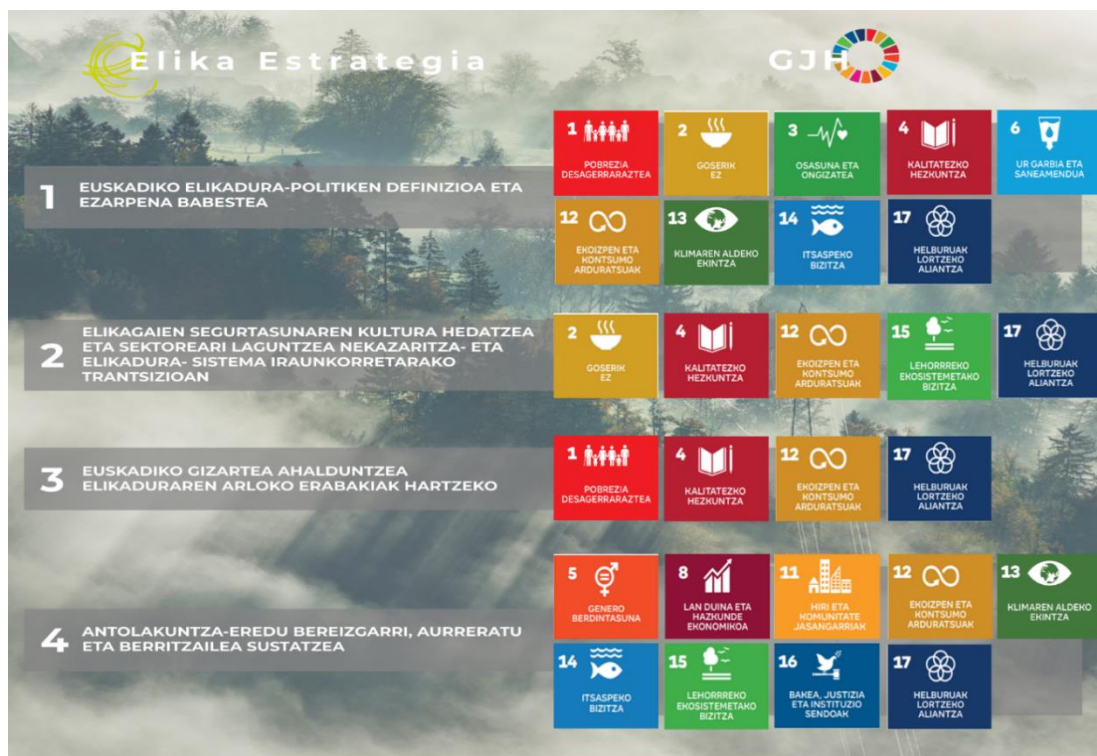 Elika Estrategia
GJH
1
EUSKADIKO ELIKADURA-POLITIKEN DEFINIZIOA ETA
EZARPENA BABESTEA
1
POBREZIA
DESAGERRARAZTEA
2
GOSERIK
EZ
3
OSASUNA ETA
ONGIZATEA
4
KALITATEZKO
HEZKUNTZA
6
UR GARBIA ETA
SANEAMENDUA
12
EKOIZPEN ETA
KONTSUMO
ARDURATSUAK
13
KLIMAREN ALDEKO
EKINTZA
14
ITSASPEKO
BIZITZA
17
HELBURUAK
LORTZEKO
ALIANTZA
2
ELIKAGAIEN SEGURTASUNAREN KULTURA HEDATZEA
ETA SEKTOREARI LAGUNTZEA NEKAZARITZA- ETA
ELIKADURA- SISTEMA IRAUNKORRETARAKO
TRANTSIZIOAN
2
GOSERIK
EZ
4
KALITATEZKO
HEZKUNTZA
12
EKOIZPEN ETA
KONTSUMO
ARDURATSUAK
15
LEHORRREKO
EKOSISTEMETAKO
BIZITZA
17
HELBURUAK
LORTZEKO
ALIANTZA
3
EUSKADIKO GIZARTEA AHALDUNTZEA
ELIKADURAREN ARLOKO ERABAKIAK HARTZEKO
1
POBREZIA
DESAGERRARAZTEA
4
KALITATEZKO
HEZKUNTZA
12
EKOIZPEN ETA
KONTSUMO
ARDURATSUAK
17
HELBURUAK
LORTZEKO
ALIANTZA
4
ANTOLAKUNTZA-EREDU BEREIZGARRI, AURRERATU
ETA BERRITZAILEA SUSTATZEA
5
GENERO
BERDINTASUNA
8
LAN DUINA ETA
HAZKUNDE
EKONOMIKOA
11
HIRI ETA
KOMUNITATE
JASANGARRIAK
12
EKOIZPEN ETA
KONTSUMO
ARDURATSUAK
13
KLIMAREN ALDEKO
EKINTZA
14
ITSASPEKO
BIZITZA
15
LEHORRREKO
EKOSISTEMETAKO
BIZITZA
16
BAKEA, JUSTIZIA
ETA INSTITUZIO
SENDOAK
17
HELBURUAK
LORTZEKO
ALIANTZA